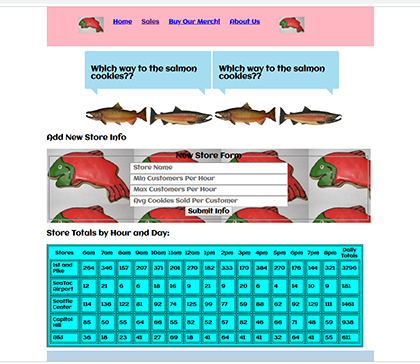 Home Sales Buy Our Merch! About Us
Which way to the salmon cookies?? Which way to the salmon cookies??
Add New Store Info
New Store Form
Store Name
Min Customers Per Hour
Max Customers Per Hour
Avg Cookies Sold Per Customer
Submit Info
Store Totals by Hour and Day:
Stores 6am 7am 8am 9am 10am 11am 12pm 1pm 2pm 3pm 4pm 5pm 6pm 7pm 8pm Daily Totals
1st and Pike 264 346 157 207 371 201 270 182 333 170 384 270 176 144 321 3796
SeaTac Airport 12 21 6 6 18 16 9 21 9 20 6 4 14 10 9 181
Seattle Center 114 136 122 81 92 74 125 99 77 59 88 62 92 129 111 1461
Capitol Hill 85 50 55 64 66 55 82 52 57 82 46 66 71 48 59 938
Alki 36 18 23 41 27 69 18 41 67 33 49 42 64 41 55 611